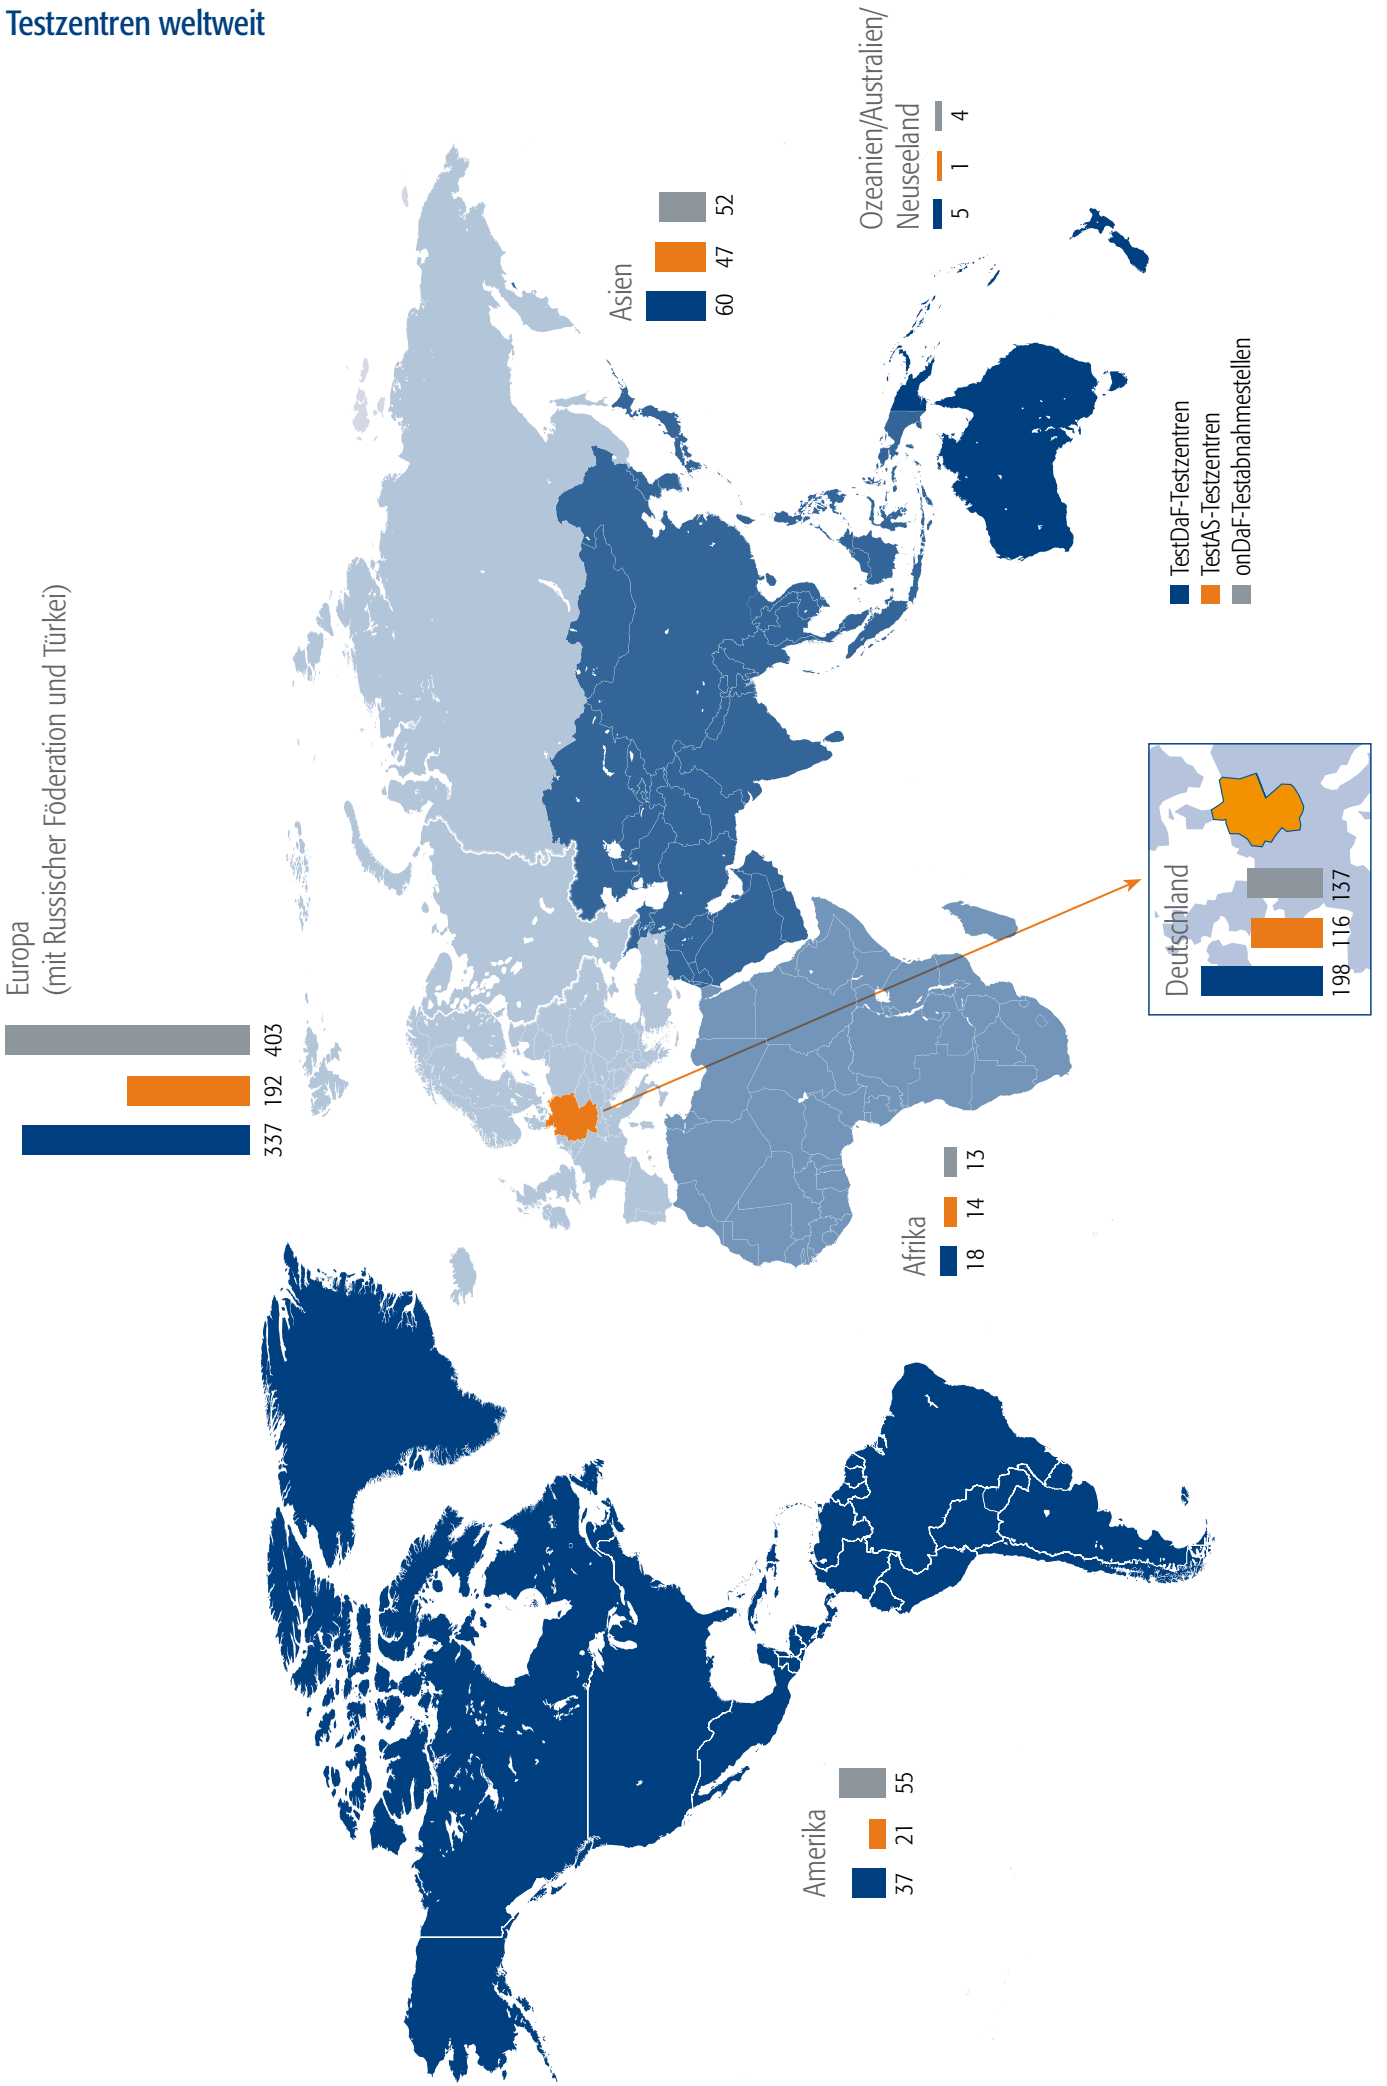 Testzentren weltweit
Europa
(mit Russischer Föderation und Türkei)
337 192 403
Asien
60 47 52
Ozeanien/Australien/
Neuseeland
5 1 4
Afrika
18 14 13
Amerika
37 21 55
Deutschland
198 116 137
TestDaF-Testzentren
TestAS-Testzentren
onDaF-Testabnahmestellen